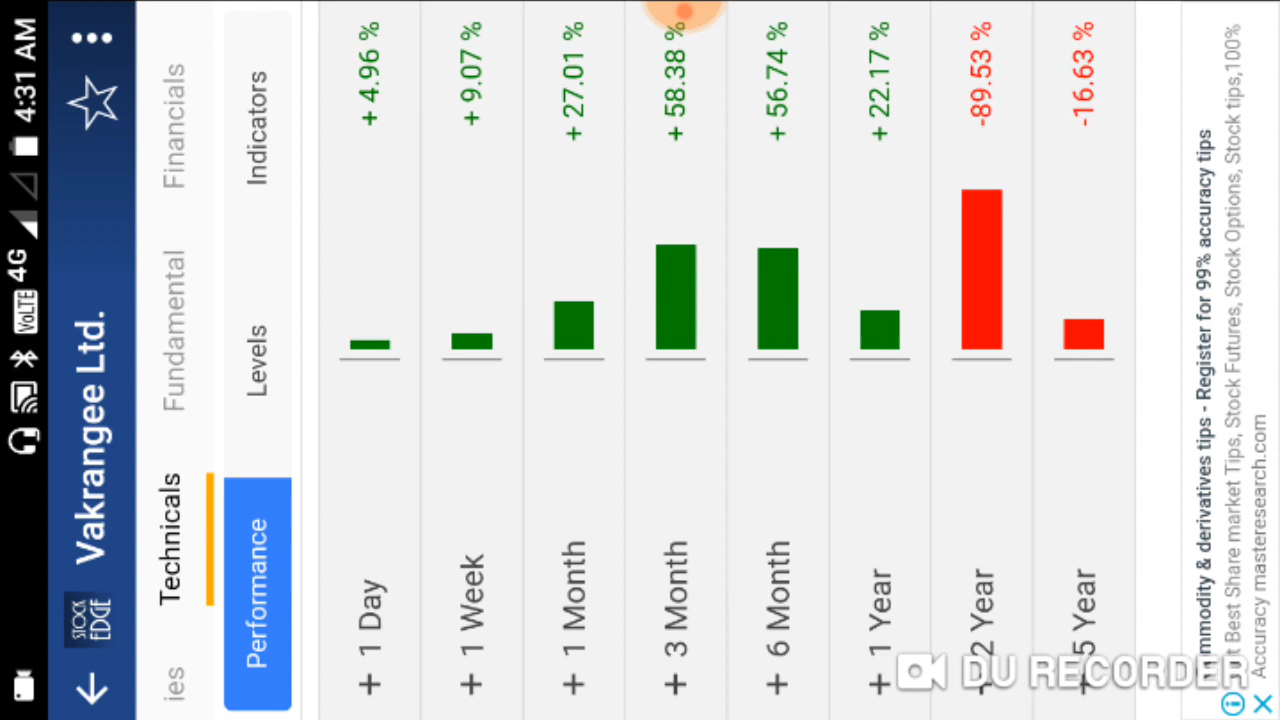 4G 4:31 AM
VoLTE
STOCK EDGE
Vakrangee Ltd.
ies Technicals Fundamental Financials
Performance Levels Indicators
+ 1 Day + 4.96 %
+ 1 Week + 9.07 %
+ 1 Month + 27.01 %
+ 3 Month + 58.38 %
+ 6 Month + 56.74 %
+ 1 Year + 22.17 %
+ 2 Year -89.53 %
+ 5 Year -16.63 %
DU RECORDER
mmodity & derivatives tips - Register for 99% accuracy tips
t Best Share market Tips, Stock Futures, Stock Options, Stock tips,100%
Accuracy masteresearch.com